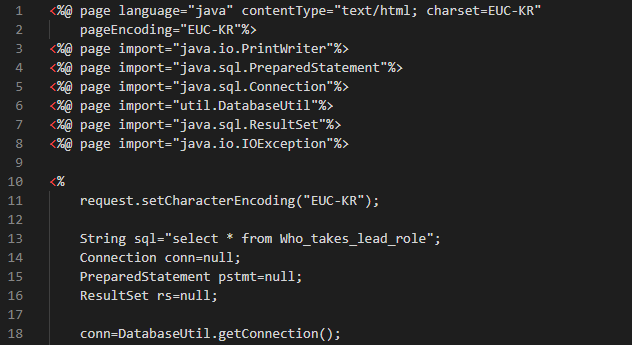 1 <%@ page language="java" contentType="text/html; charset=EUC-KR"
2 pageEncoding="EUC-KR"%>
3 <%@ page import="java.io.PrintWriter"%>
4 <%@ page import="java.sql.PreparedStatement"%>
5 <%@ page import="java.sql.Connection"%>
6 <%@ page import="util.DatabaseUtil"%>
7 <%@ page import="java.sql.ResultSet"%>
8 <%@ page import="java.io.IOException"%>
9
10 <%
11 request.setCharacterEncoding("EUC-KR");
12
13 String sql="select * from Who_takes_lead_role";
14 Connection conn=null;
15 PreparedStatement pstmt=null;
16 ResultSet rs=null;
17
18 conn=DatabaseUtil.getConnection();